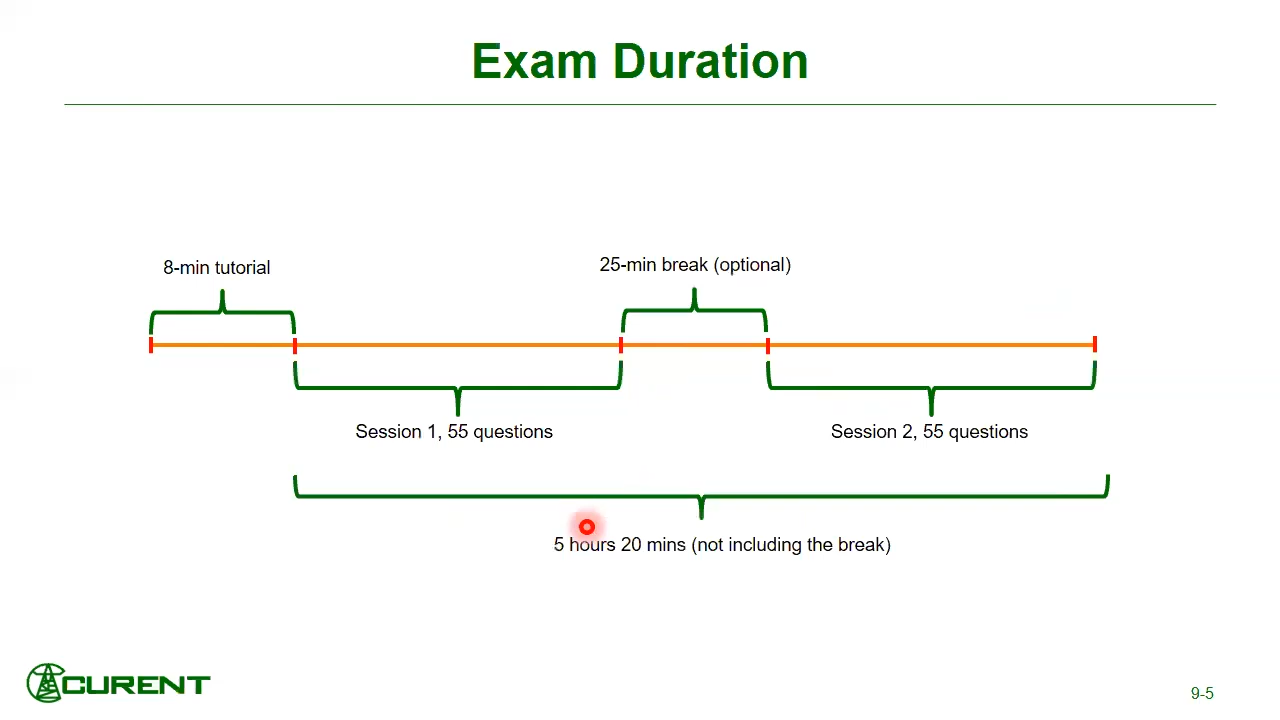 Exam Duration
8-min tutorial
25-min break (optional)
Session 1, 55 questions
Session 2, 55 questions
5 hours 20 mins (not including the break)
CURENT
9-5